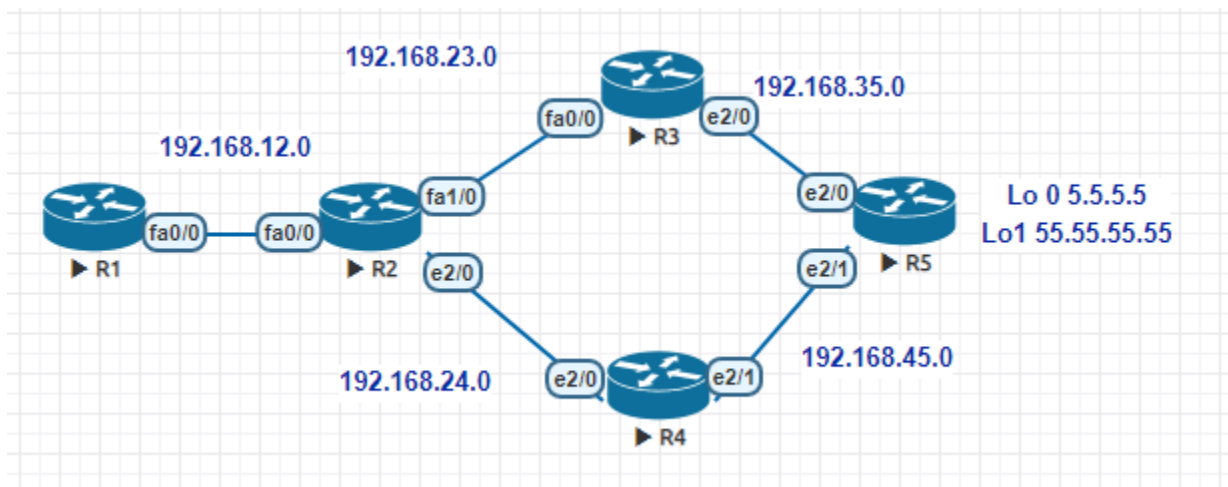 192.168.23.0
192.168.35.0
192.168.12.0
fa0/0
e2/0
R3
fa1/0
e2/0
Lo 0 5.5.5.5
Lo1 55.55.55.55
fa0/0
fa0/0
R1
R2
e2/0
e2/1
R5
192.168.24.0
e2/0
e2/1
192.168.45.0
R4